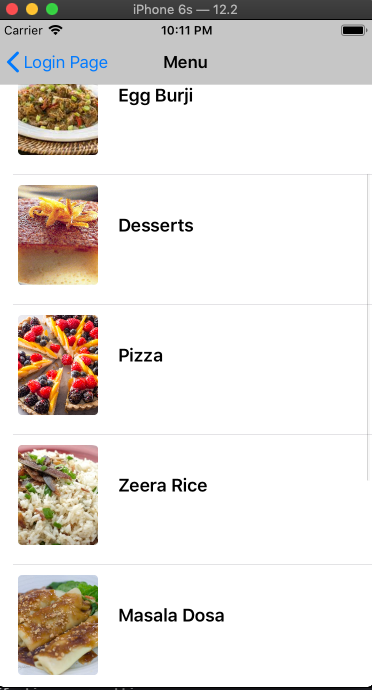 iPhone 6s — 12.2
Carrier 10:11 PM
Login Page Menu
Egg Burji
Desserts
Pizza
Zeera Rice
Masala Dosa